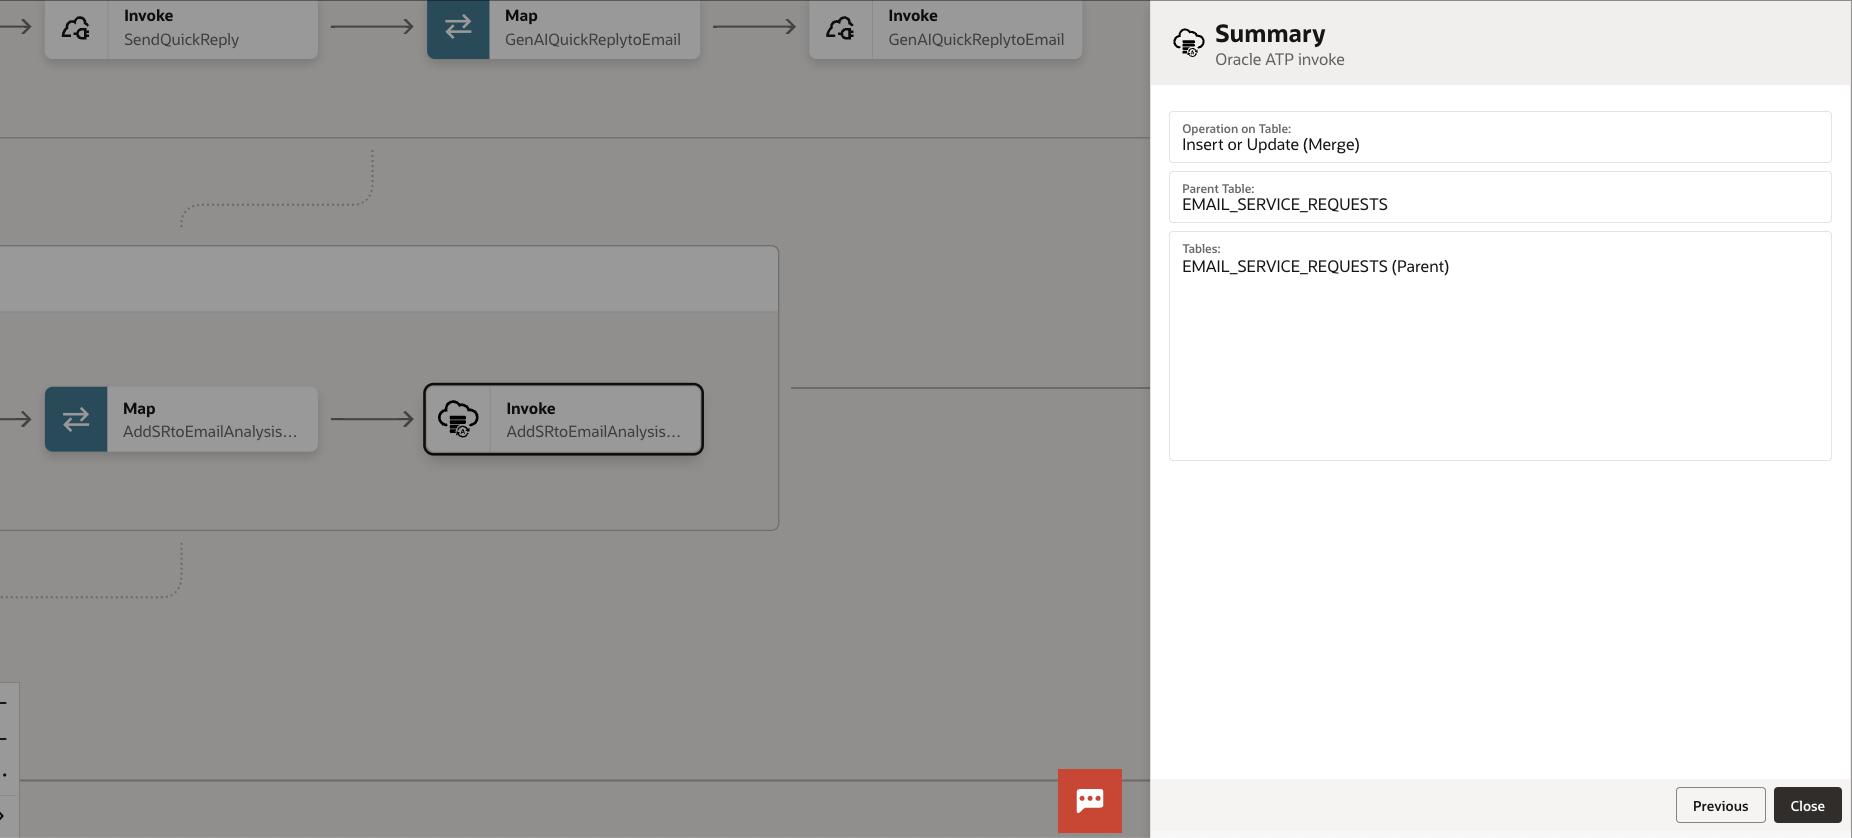 Invoke
SendQuickReply
Map
GenAIQuickReplytoEmail
Invoke
GenAIQuickReplytoEmail
Map
AddSRtoEmailAnalysis...
Invoke
AddSRtoEmailAnalysis...
Summary
Oracle ATP invoke
Operation on Table:
Insert or Update (Merge)
Parent Table:
EMAIL_SERVICE_REQUESTS
Tables:
EMAIL_SERVICE_REQUESTS (Parent)
Previous
Close